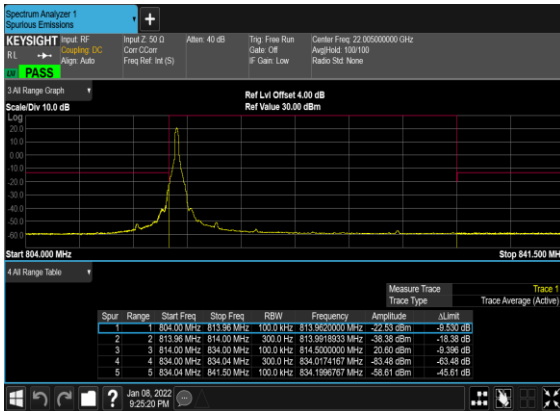 Spectrum Analyzer 1
Spurious Emissions
+
KEYSIGHT Input: RF Input Z: 50 Ω Atten: 40 dB Trig: Free Run Center Freq: 22.005000000 GHz
RL Coupling: DC Corr CCorr Gate: Off Avg|Hold: 100/100
Align: Auto Freq Ref: Int (S) IF Gain: Low Radio Std: None
PASS
3 All Range Graph
Ref Lvl Offset 4.00 dB
Scale/Div 10.0 dB Ref Value 30.00 dBm
Log
20.0
10.0
0.00
-10.0
-20.0
-30.0
-40.0
-50.0
-60.0
Start 804.000 MHz Stop 841.500 MH
4 All Range Table
Measure Trace Trace 1
Trace Type Trace Average (Active)
Spur Range Start Freq Stop Freq RBW Frequency Amplitude ΔLimit
1 1 804.00 MHz 813.96 MHz 100.0 kHz 813.9620000 MHz -22.53 dBm -9.530 dB
2 2 813.96 MHz 814.00 MHz 300.0 Hz 813.9918933 MHz -38.38 dBm -18.38 dB
3 3 814.00 MHz 834.00 MHz 100.0 kHz 814.5000000 MHz 20.60 dBm -9.396 dB
4 4 834.00 MHz 834.04 MHz 300.0 Hz 834.0174167 MHz -83.48 dBm -63.48 dB
5 5 834.04 MHz 841.50 MHz 100.0 kHz 834.1996767 MHz -58.61 dBm -45.61 dB
? Jan 08, 2022
9:25:20 PM